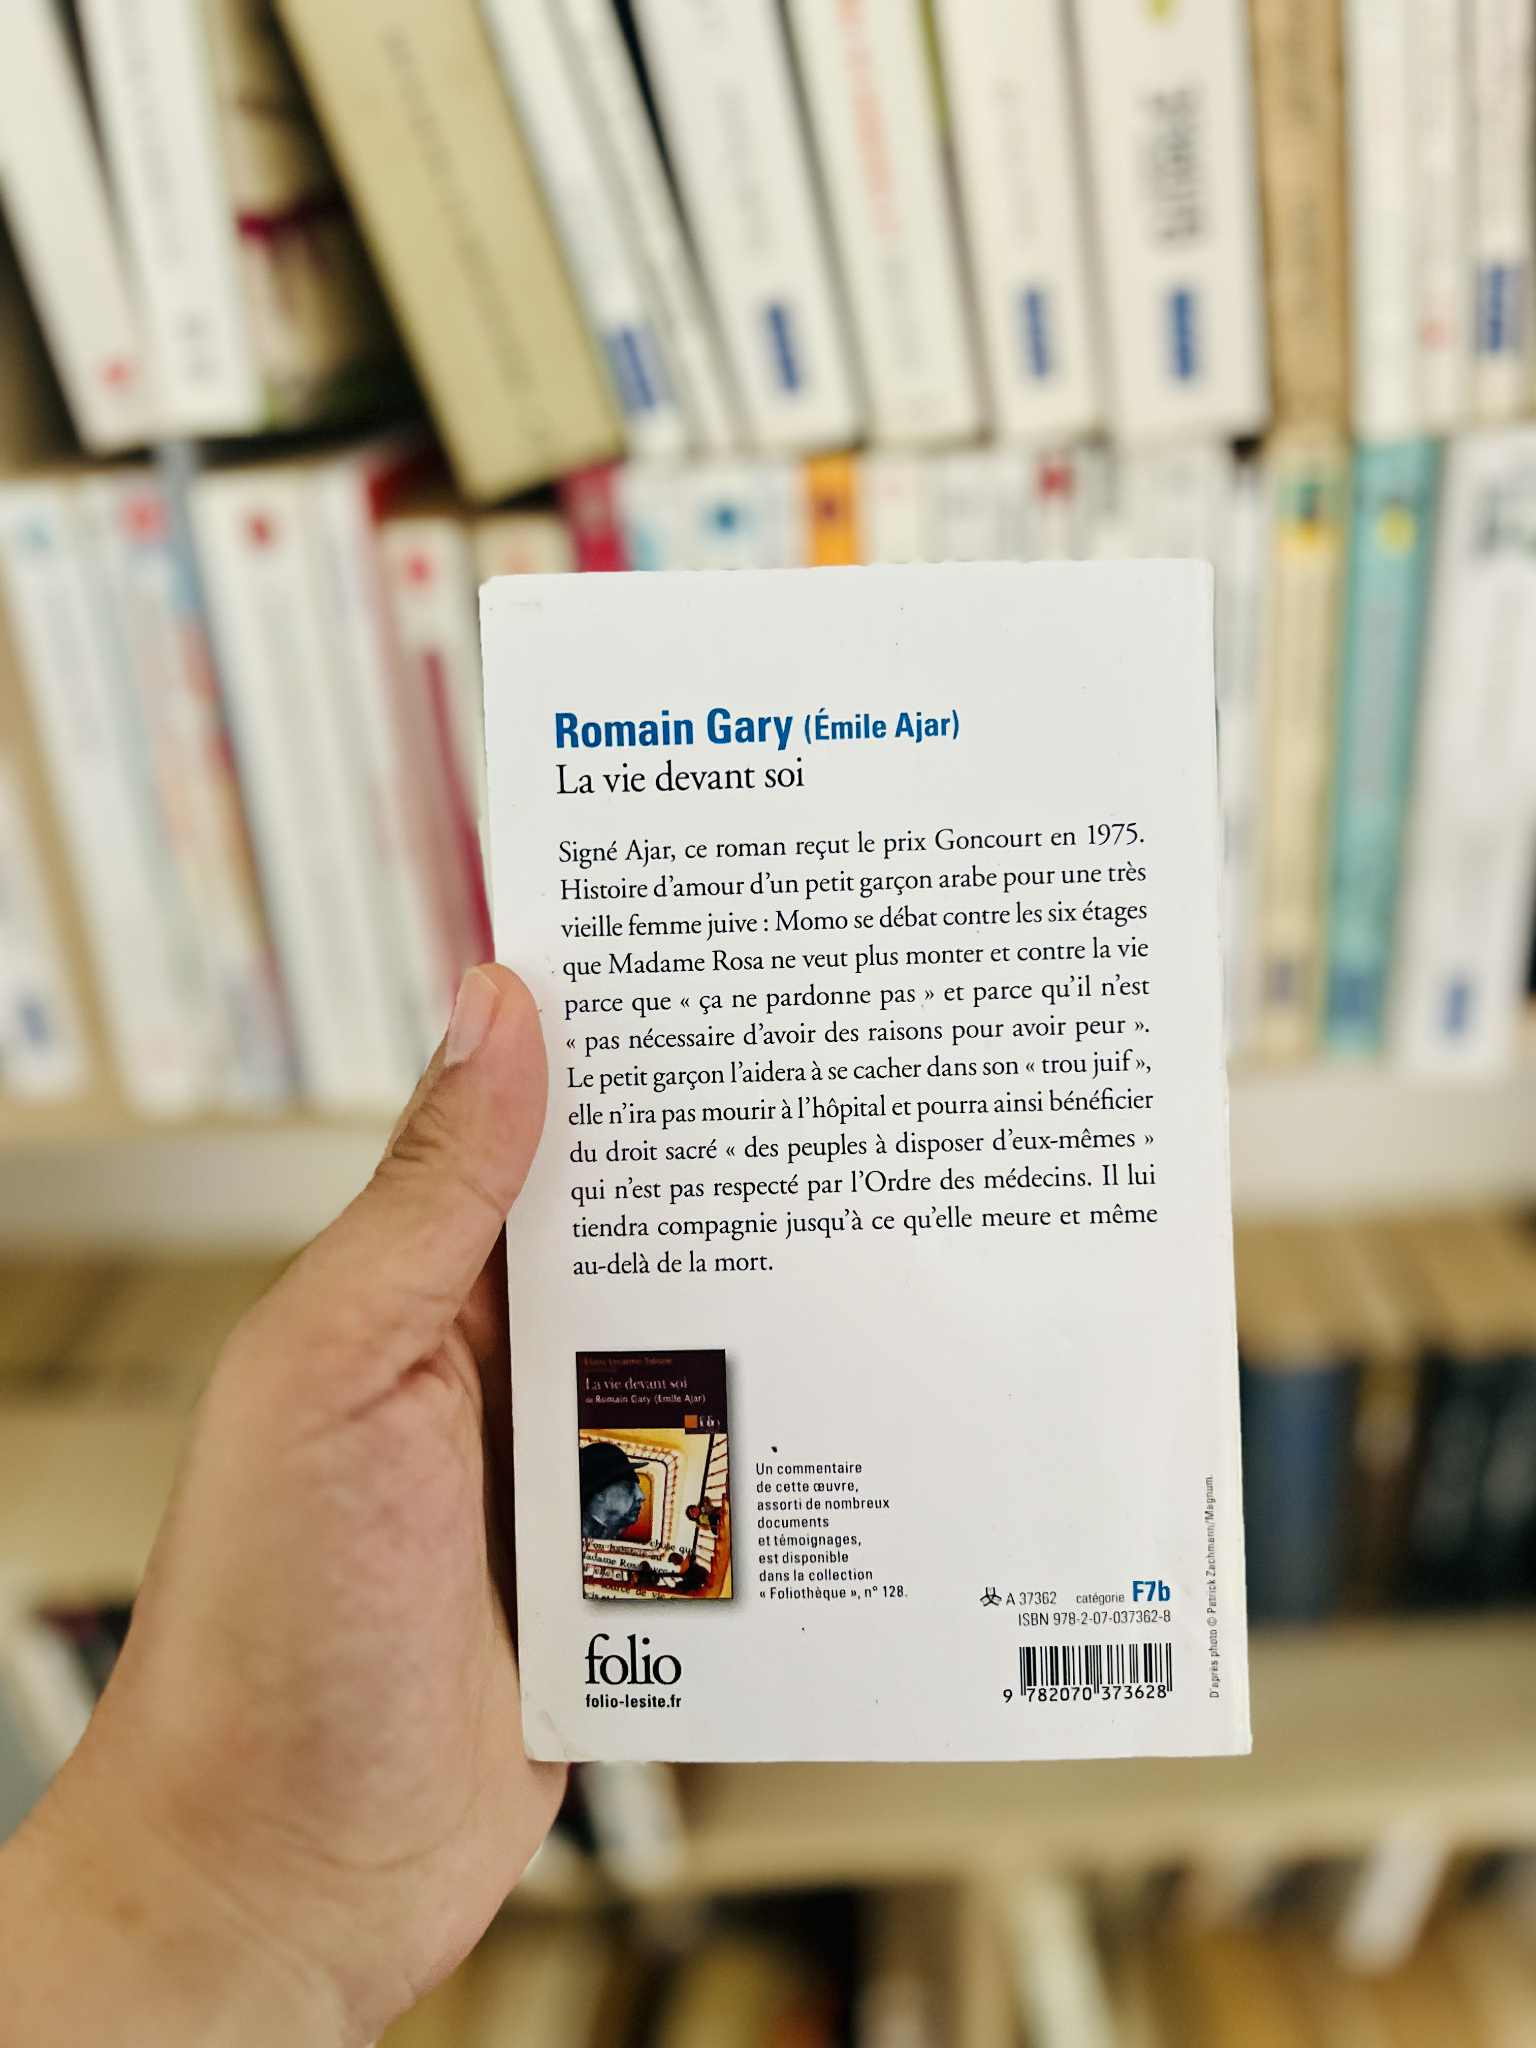 Romain Gary (Émile Ajar)
La vie devant soi
Signé Ajar, ce roman reçut le prix Goncourt en 1975.
Histoire d'amour d'un petit garçon arabe pour une très
vieille femme juive : Momo se débat contre les six étages
que Madame Rosa ne veut plus monter et contre la vie
parce que « ça ne pardonne pas » et parce qu'il n'est
« pas nécessaire d'avoir des raisons pour avoir peur ».
Le petit garçon l'aidera à se cacher dans son « trou juif »,
elle n'ira pas mourir à l'hôpital et pourra ainsi bénéficier
du droit sacré « des peuples à disposer d'eux-mêmes »
qui n'est pas respecté par l'Ordre des médecins. Il lui
tiendra compagnie jusqu'à ce qu'elle meure et même
au-delà de la mort.
La vie devant soi
de Romain Gary (Émile Ajar)
Un commentaire
de cette œuvre,
assorti de nombreux
documents
et témoignages,
est disponible
dans la collection
« Foliothèque », n° 128.
folio
folio-lesite.fr
A 37362 catégorie F7b
ISBN 978-2-07-037362-8
9 782070 373628
D'après photo © Patrick Zachmann/Magnum.